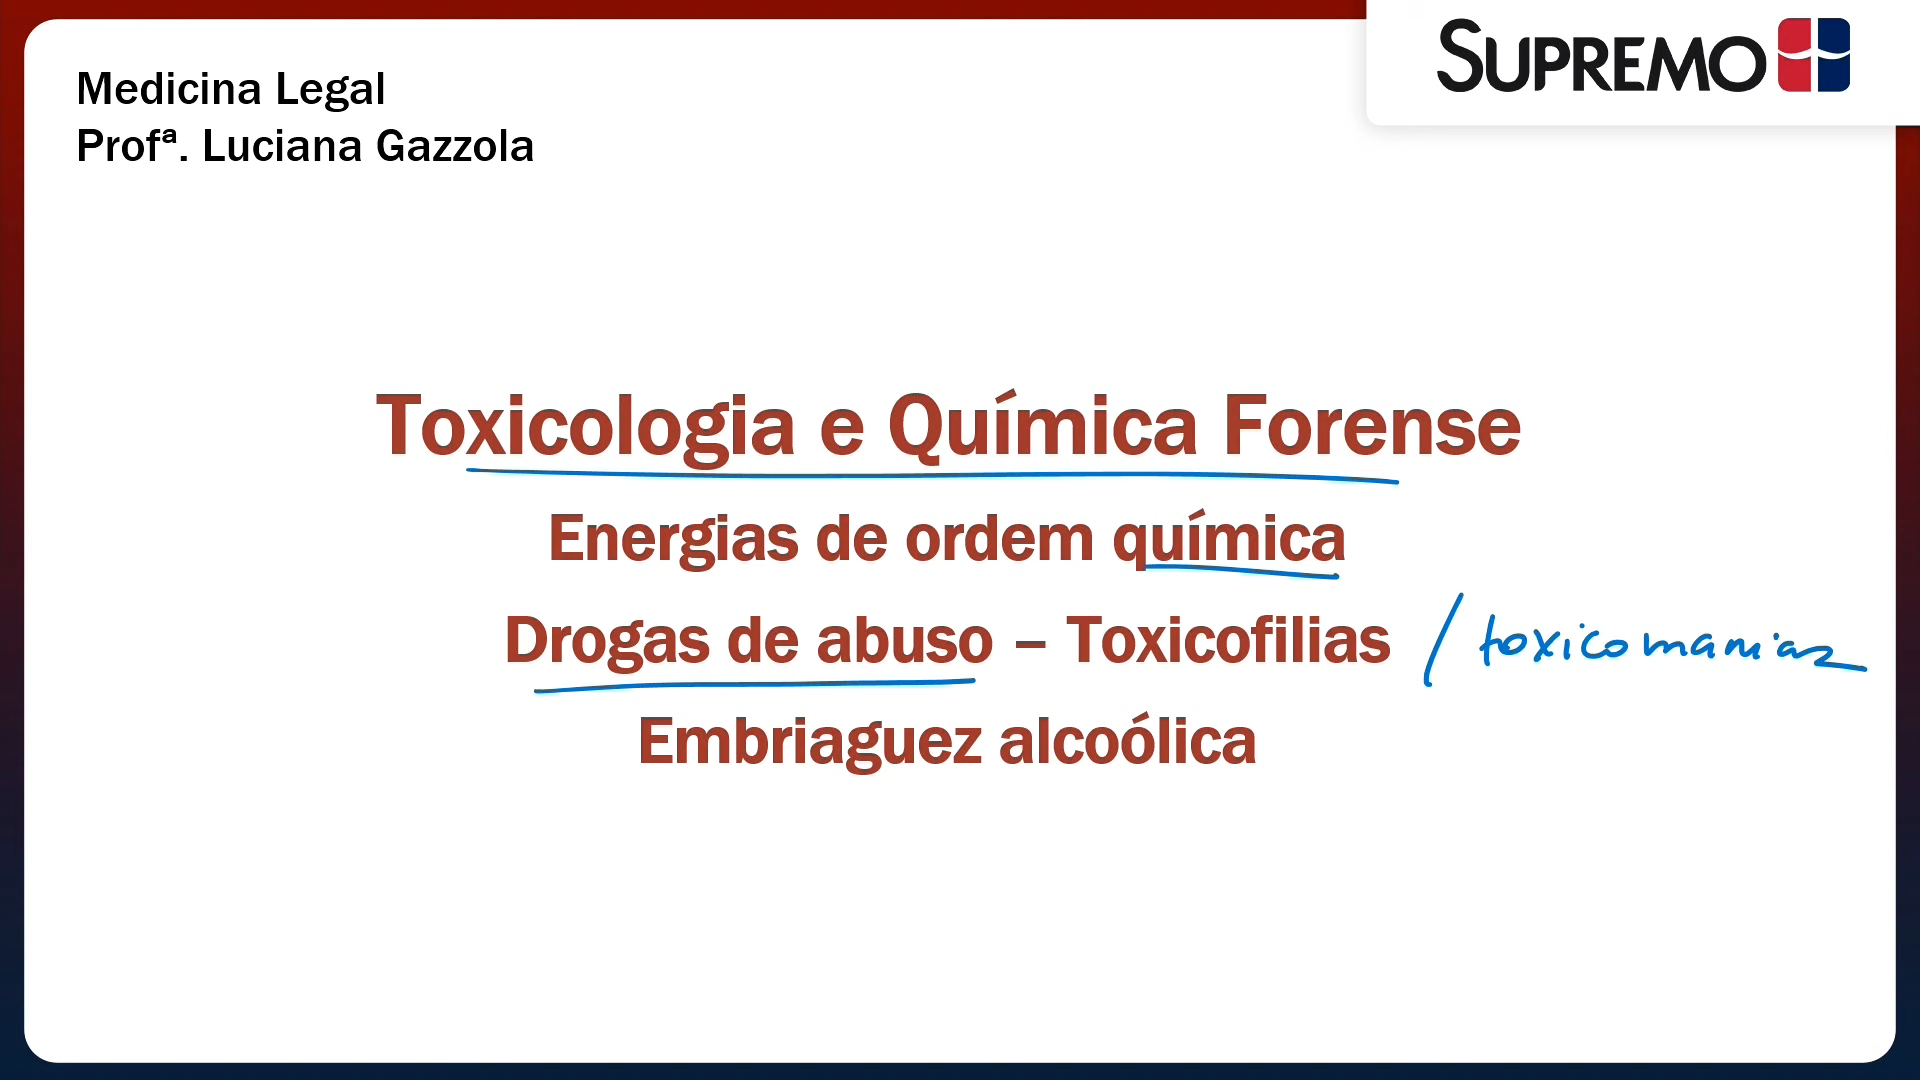 Medicina Legal
Profª. Luciana Gazzola
SUPREMO
Toxicologia e Química Forense
Energias de ordem química
Drogas de abuso – Toxicofilias / toxicomanias
Embriaguez alcoólica